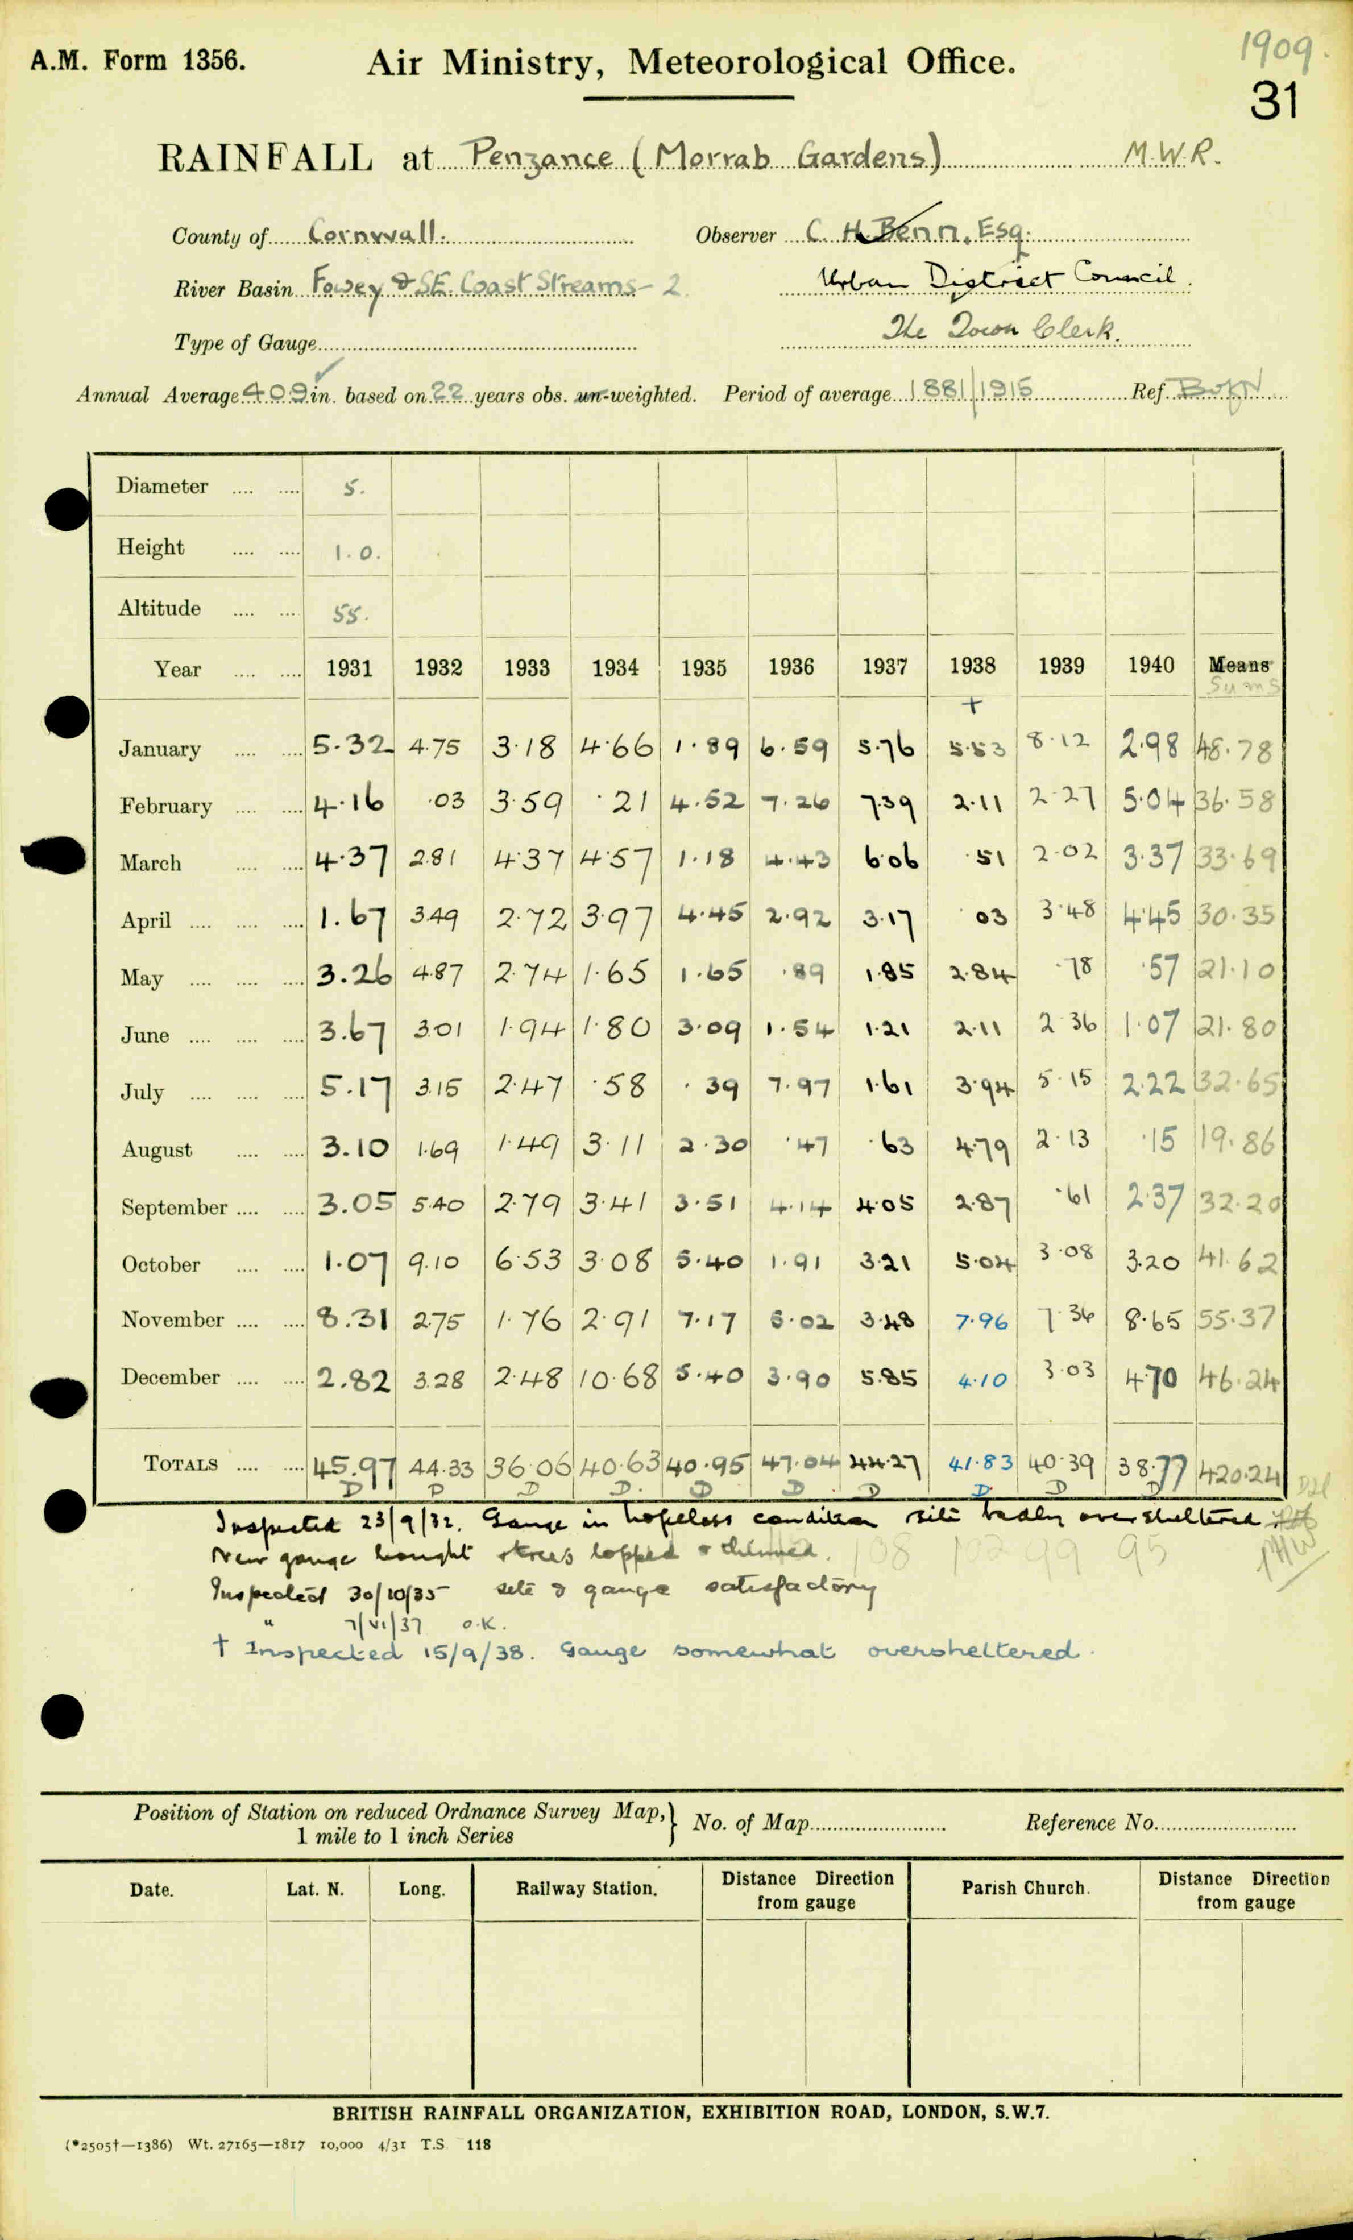 1909.
A.M. Form 1356. Air Ministry, Meteorological Office.
31
RAINFALL at Penzance (Morrab Gardens) M.W.R.
County of Cornwall. Observer C. H. Benn. Esq.
River Basin Fowey & S.E. Coast Streams - 2. Urban District Council.
Type of Gauge The Town Clerk.
Annual Average 40.9 in. based on 22 years obs. un-weighted. Period of average 1881/1915 Ref.
Diameter 5.
Height 1.0.
Altitude 55.
Year 1931 1932 1933 1934 1935 1936 1937 1938 1939 1940 Means
+ Sums
January 5.32 4.75 3.18 4.66 1.89 6.59 5.76 5.53 8.12 2.98 48.78
February 4.16 .03 3.59 .21 4.52 7.26 7.39 2.11 2.27 5.04 36.58
March 4.37 2.81 4.37 4.57 1.18 4.43 6.06 .51 2.02 3.37 33.69
April 1.67 3.49 2.72 3.97 4.45 2.92 3.17 .03 3.48 4.45 30.35
May 3.26 4.87 2.74 1.65 1.65 .89 1.85 2.84 .78 .57 21.10
June 3.67 3.01 1.94 1.80 3.09 1.54 1.21 2.11 2.36 1.07 21.80
July 5.17 3.15 2.47 .58 .39 7.97 1.61 3.94 5.15 2.22 32.65
August 3.10 1.69 1.49 3.11 2.30 .47 .63 4.79 2.13 .15 19.86
September 3.05 5.40 2.79 3.41 3.51 4.14 4.05 2.87 .61 2.37 32.20
October 1.07 9.10 6.53 3.08 5.40 1.91 3.21 5.04 3.08 3.20 41.62
November 8.31 2.75 1.76 2.91 7.17 5.02 3.48 7.96 7.36 8.65 55.37
December 2.82 3.28 2.48 10.68 5.40 3.90 5.85 4.10 3.03 4.70 46.24
TOTALS 45.97 44.33 36.06 40.63 40.95 47.04 44.27 41.83 40.39 38.77 420.24
D D D D D D D D D D
Inspected 23/9/32. Gauge in hopeless condition site badly oversheltered
New gauge bought trees lopped & thinned. 108 102 99 95
Inspected 30/10/35 site & gauge satisfactory
" 7/VI/37 O.K.
† Inspected 15/9/38. Gauge somewhat oversheltered.
Position of Station on reduced Ordnance Survey Map, } No. of Map Reference No.
1 mile to 1 inch Series
Date. Lat. N. Long. Railway Station. Distance Direction from gauge Parish Church. Distance Direction from gauge
BRITISH RAINFALL ORGANIZATION, EXHIBITION ROAD, LONDON, S.W.7.
(*2505†—1386) Wt. 27165—1817 10,000 4/31 T.S. 118